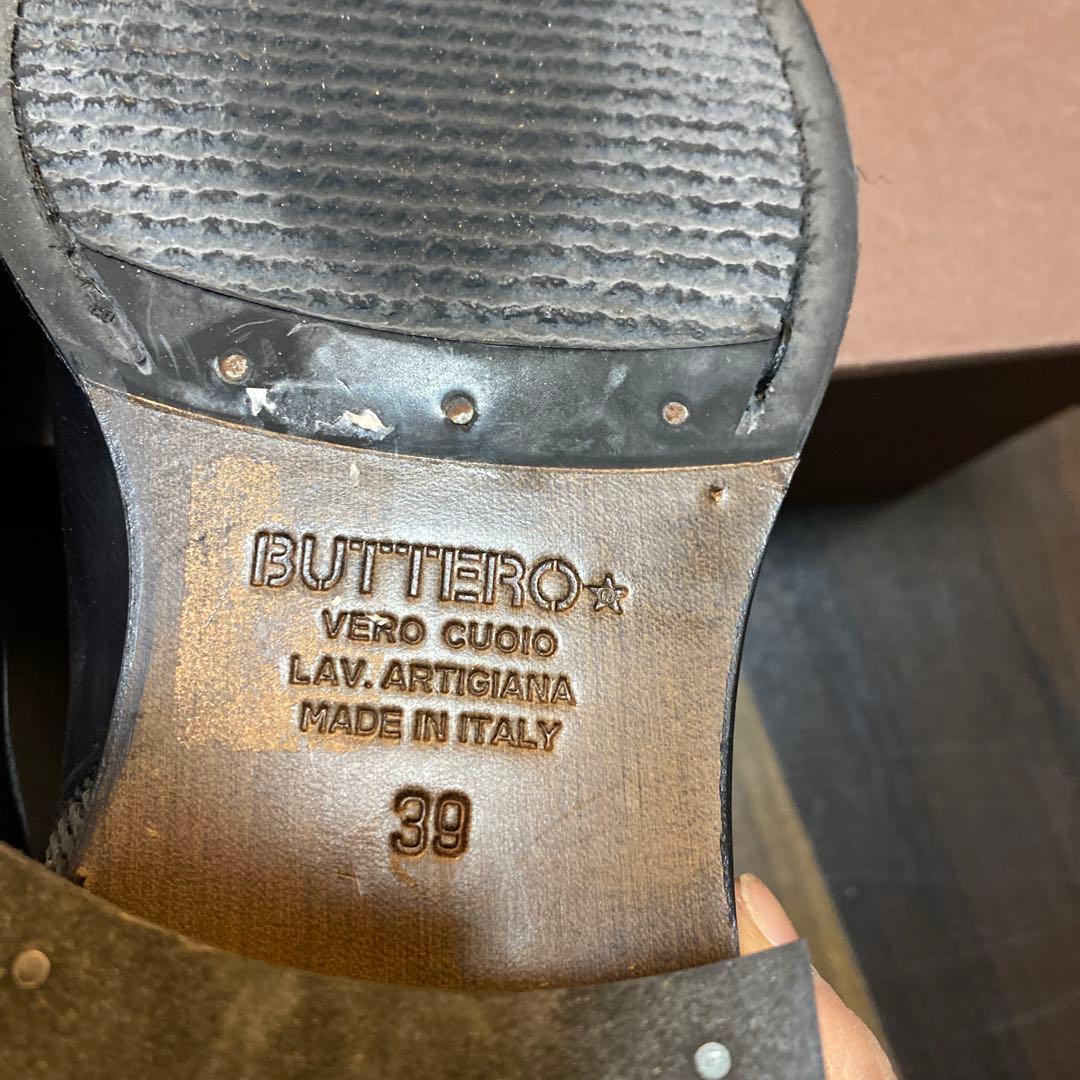 BUTTERO
VERO CUOIO
LAV. ARTIGIANA
MADE IN ITALY
39